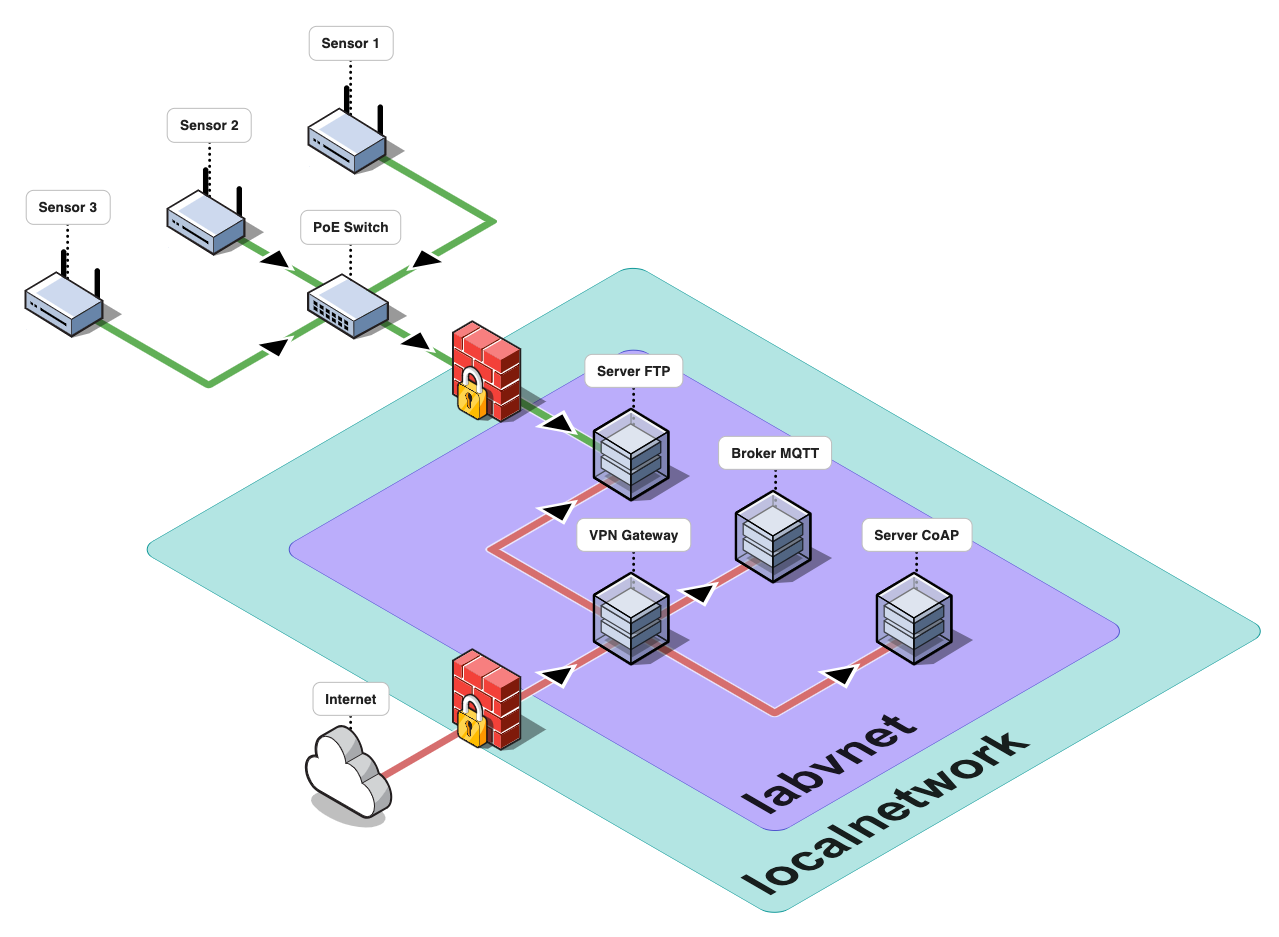 Sensor 1
Sensor 2
Sensor 3
PoE Switch
Server FTP
Broker MQTT
VPN Gateway
Server CoAP
Internet
labvnet
localnetwork